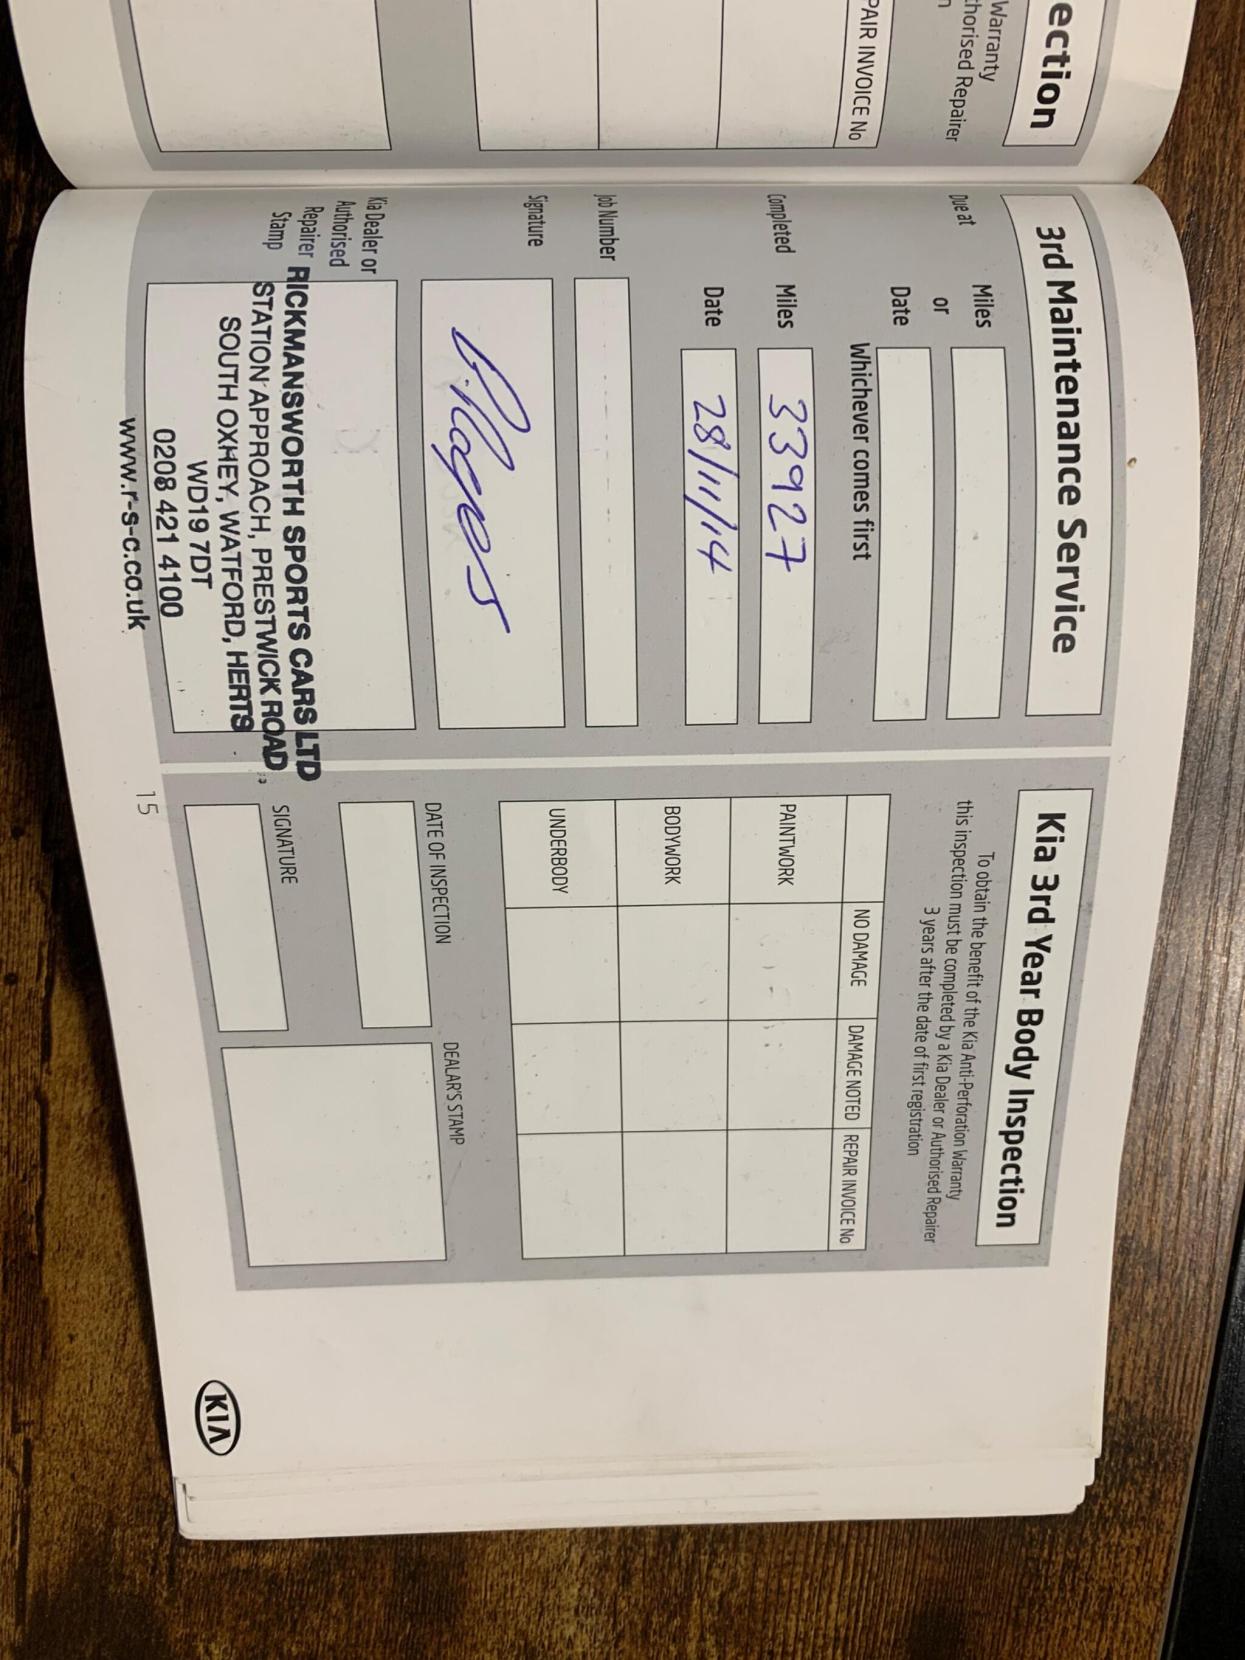 ection
Warranty
thorised Repairer
n
PAIR INVOICE No
3rd Maintenance Service
Due at
Miles
or
Date
Whichever comes first
Completed
Miles
33927
Date
28/11/14
Job Number
Signature
Kia Dealer or
Authorised
Repairer
Stamp
RICKMANSWORTH SPORTS CARS LTD
STATION APPROACH, PRESTWICK ROAD
SOUTH OXHEY, WATFORD, HERTS
WD19 7DT
0208 421 4100
www.r-s-c.co.uk
Kia 3rd Year Body Inspection
To obtain the benefit of the Kia Anti-Perforation Warranty
this inspection must be completed by a Kia Dealer or Authorised Repairer
3 years after the date of first registration
NO DAMAGE
DAMAGE NOTED
REPAIR INVOICE No
PAINTWORK
BODYWORK
UNDERBODY
DATE OF INSPECTION
DEALAR'S STAMP
SIGNATURE
15
KIA